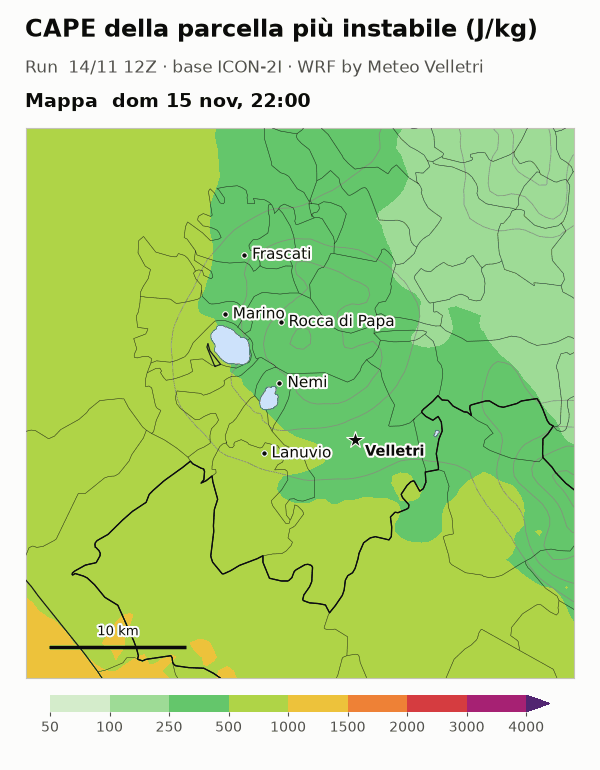 CAPE della parcella più instabile (J/kg)
Run  14/11 12Z · base ICON-2I · WRF by Meteo Velletri
Mappa  dom 15 nov, 22:00
Frascati
Marino
Rocca di Papa
Nemi
Velletri
Lanuvio
10 km
50 100 250 500 1000 1500 2000 3000 4000